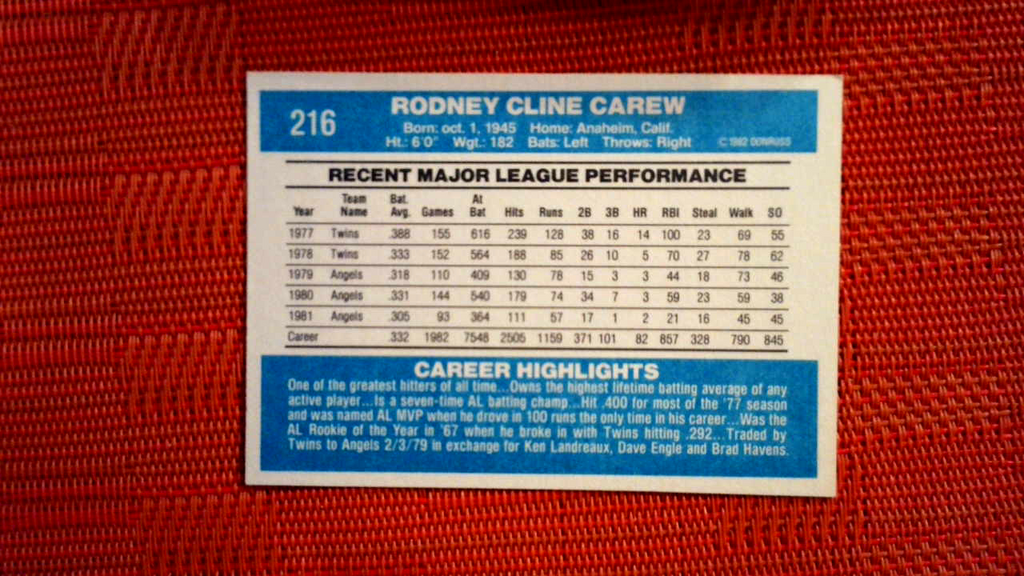 216
RODNEY CLINE CAREW
Born: oct. 1, 1945 Home: Anaheim, Calif.
Ht.: 6'0" Wgt.: 182 Bats: Left Throws: Right
© 1982 DONRUSS
RECENT MAJOR LEAGUE PERFORMANCE
Year Team Name Bat. Avg. Games At Bat Hits Runs 2B 3B HR RBI Steal Walk SO
1977 Twins .388 155 616 239 128 38 16 14 100 23 69 55
1978 Twins .333 152 564 188 85 26 10 5 70 27 78 62
1979 Angels .318 110 409 130 78 15 3 3 44 18 73 46
1980 Angels .331 144 540 179 74 34 7 3 59 23 59 38
1981 Angels .305 93 364 111 57 17 1 2 21 16 45 45
Career .332 1982 7548 2505 1159 371 101 82 857 328 790 845
CAREER HIGHLIGHTS
One of the greatest hitters of all time...Owns the highest lifetime batting average of any
active player...Is a seven-time AL batting champ...Hit .400 for most of the '77 season
and was named AL MVP when he drove in 100 runs the only time in his career...Was the
AL Rookie of the Year in '67 when he broke in with Twins hitting .292...Traded by
Twins to Angels 2/3/79 in exchange for Ken Landreaux, Dave Engle and Brad Havens.